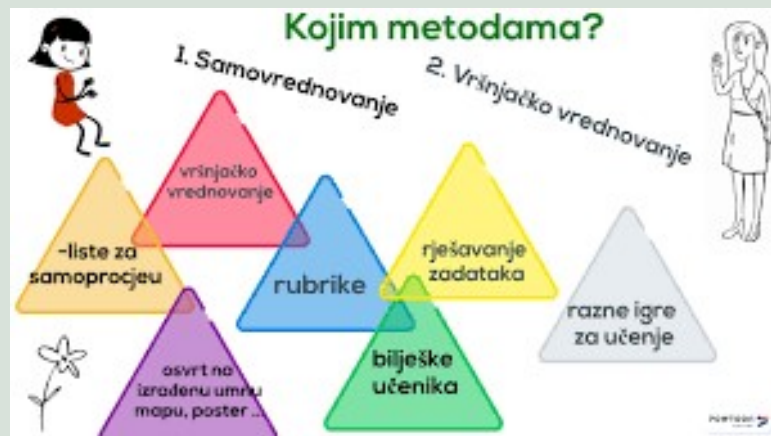 Kojim metodama?
1. Samovrednovanje
2. Vršnjačko vrednovanje
vršnjačko
vrednovanje
-liste za
samoprocjeu
rubrike
rješavanje
zadataka
razne igre
za učenje
osvrt na
izrađenu umnu
mapu, poster ...
bilješke
učenika
POWTOON